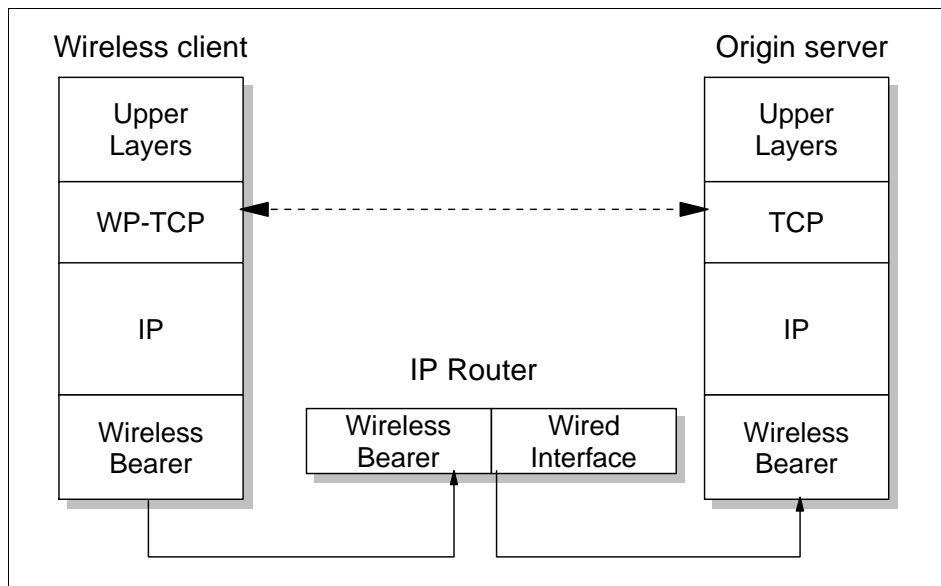 Wireless client
Upper
Layers
WP-TCP
IP
Wireless
Bearer
IP Router
Wireless
Bearer
Wired
Interface
Origin server
Upper
Layers
TCP
IP
Wireless
Bearer